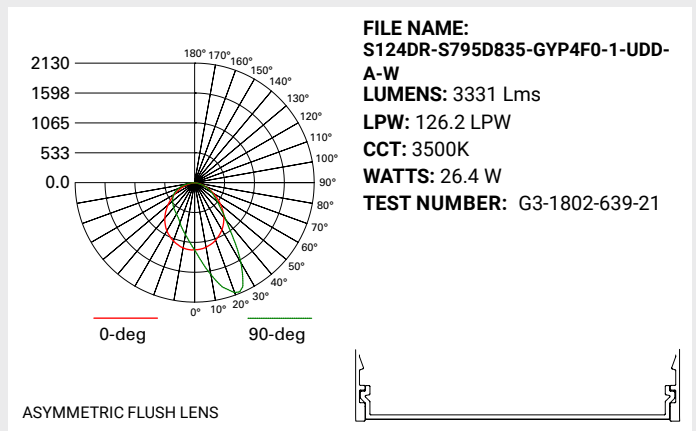 FILE NAME:
S124DR-S795D835-GYP4F0-1-UDD-
A-W
LUMENS: 3331 Lms
LPW: 126.2 LPW
CCT: 3500K
WATTS: 26.4 W
TEST NUMBER: G3-1802-639-21
2130
1598
1065
533
0.0
180°
170°
160°
150°
140°
130°
120°
110°
100°
90°
80°
70°
60°
50°
40°
30°
20°
10°
0°
0-deg
90-deg
ASYMMETRIC FLUSH LENS